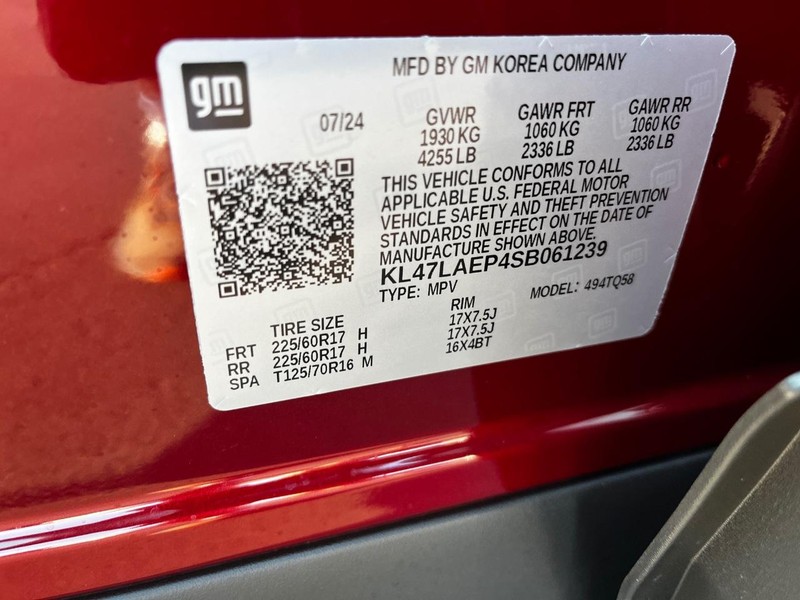 gm
MFD BY GM KOREA COMPANY
07/24
GVWR GAWR FRT GAWR RR
1930 KG 1060 KG 1060 KG
4255 LB 2336 LB 2336 LB
THIS VEHICLE CONFORMS TO ALL
APPLICABLE U.S. FEDERAL MOTOR
VEHICLE SAFETY AND THEFT PREVENTION
STANDARDS IN EFFECT ON THE DATE OF
MANUFACTURE SHOWN ABOVE.
KL47LAEP4SB061239
TYPE: MPV MODEL: 494TQ58
TIRE SIZE RIM
FRT 225/60R17 H 17X7.5J
RR 225/60R17 H 17X7.5J
SPA T125/70R16 M 16X4BT